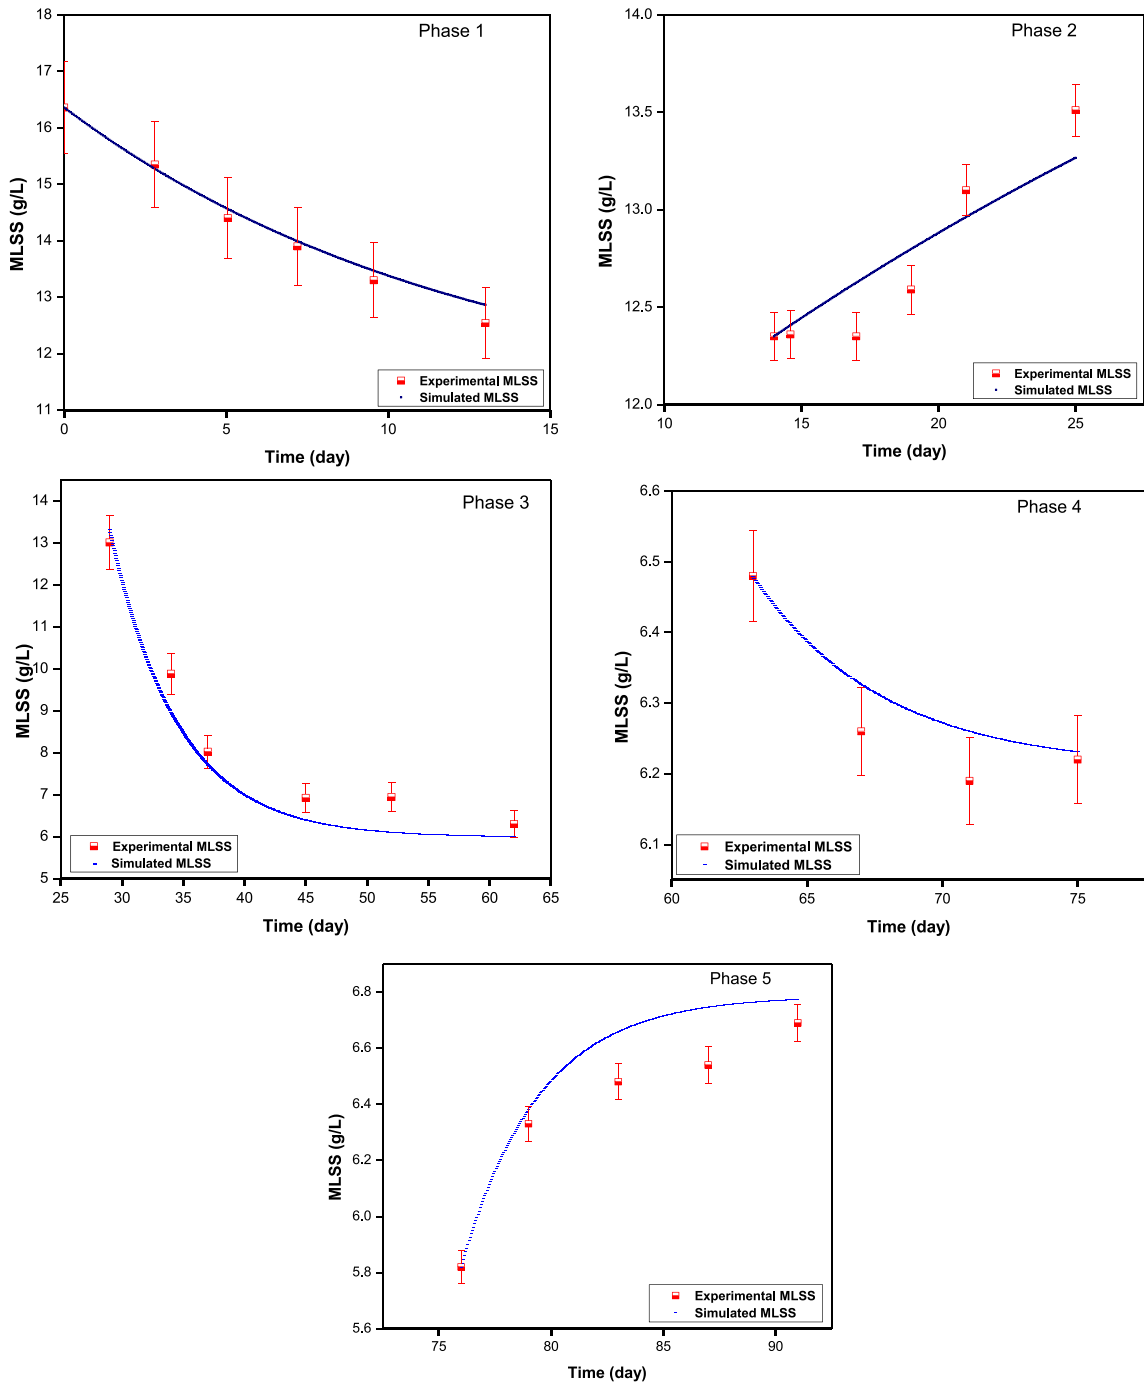 Phase 1
18
17
16
15
14
13
12
11
MLSS (g/L)
0 5 10 15
Time (day)
Experimental MLSS
Simulated MLSS
Phase 2
14.0
13.5
13.0
12.5
12.0
MLSS (g/L)
10 15 20 25
Time (day)
Experimental MLSS
Simulated MLSS
Phase 3
14
13
12
11
10
9
8
7
6
5
MLSS (g/L)
25 30 35 40 45 50 55 60 65
Time (day)
Experimental MLSS
Simulated MLSS
Phase 4
6.6
6.5
6.4
6.3
6.2
6.1
MLSS (g/L)
60 65 70 75
Time (day)
Experimental MLSS
Simulated MLSS
Phase 5
6.8
6.6
6.4
6.2
6.0
5.8
5.6
MLSS (g/L)
75 80 85 90
Time (day)
Experimental MLSS
Simulated MLSS